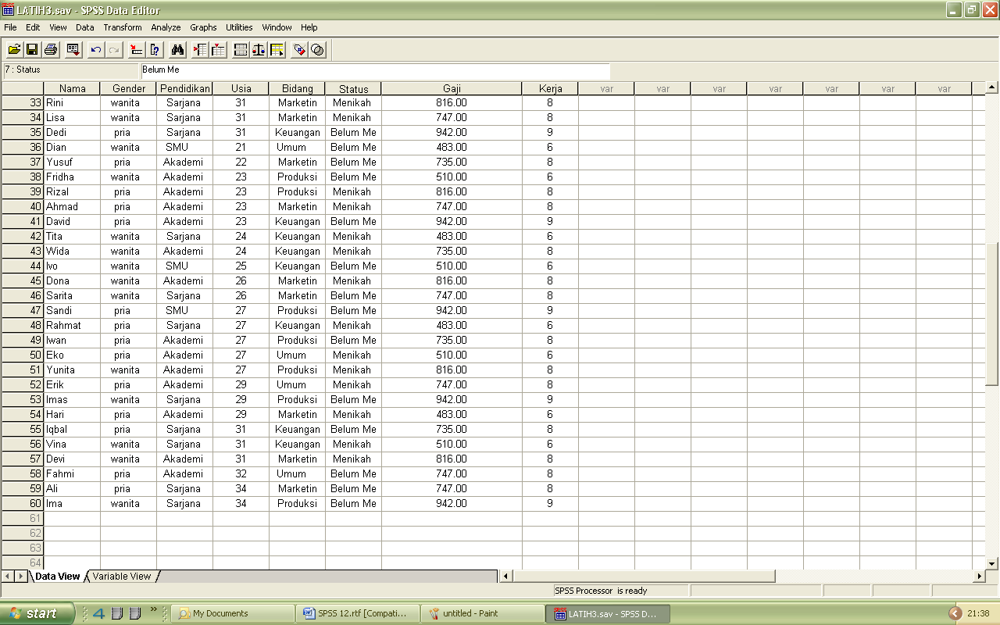 LATIH3.sav - SPSS Data Editor
File Edit View Data Transform Analyze Graphs Utilities Window Help
7 : Status Belum Me
Nama Gender Pendidikan Usia Bidang Status Gaji Kerja var var var var var var var
33 Rini wanita Sarjana 31 Marketin Menikah 816.00 8
34 Lisa wanita Sarjana 31 Marketin Menikah 747.00 8
35 Dedi pria Sarjana 31 Keuangan Belum Me 942.00 9
36 Dian wanita SMU 21 Umum Belum Me 483.00 6
37 Yusuf pria Akademi 22 Marketin Belum Me 735.00 8
38 Fridha wanita Akademi 23 Produksi Belum Me 510.00 6
39 Rizal pria Akademi 23 Produksi Menikah 816.00 8
40 Ahmad pria Akademi 23 Marketin Menikah 747.00 8
41 David pria Akademi 23 Keuangan Belum Me 942.00 9
42 Tita wanita Sarjana 24 Keuangan Menikah 483.00 6
43 Wida wanita Akademi 24 Keuangan Menikah 735.00 8
44 Ivo wanita SMU 25 Keuangan Belum Me 510.00 6
45 Dona wanita Akademi 26 Marketin Menikah 816.00 8
46 Sarita wanita Sarjana 26 Marketin Belum Me 747.00 8
47 Sandi pria SMU 27 Produksi Belum Me 942.00 9
48 Rahmat pria Sarjana 27 Keuangan Menikah 483.00 6
49 Iwan pria Akademi 27 Produksi Belum Me 735.00 8
50 Eko pria Akademi 27 Umum Menikah 510.00 6
51 Yunita wanita Akademi 27 Produksi Menikah 816.00 8
52 Erik pria Akademi 29 Umum Menikah 747.00 8
53 Imas wanita Sarjana 29 Produksi Belum Me 942.00 9
54 Hari pria Akademi 29 Marketin Menikah 483.00 6
55 Iqbal pria Sarjana 31 Keuangan Belum Me 735.00 8
56 Vina wanita Sarjana 31 Keuangan Menikah 510.00 6
57 Devi wanita Akademi 31 Marketin Menikah 816.00 8
58 Fahmi pria Akademi 32 Umum Belum Me 747.00 8
59 Ali pria Sarjana 34 Marketin Belum Me 747.00 8
60 Ima wanita Sarjana 34 Produksi Belum Me 942.00 9
61
62
63
64
Data View Variable View
SPSS Processor is ready
start 4 » My Documents SPSS 12.rtf [Compati... untitled - Paint LATIH3.sav - SPSS D... 21:38